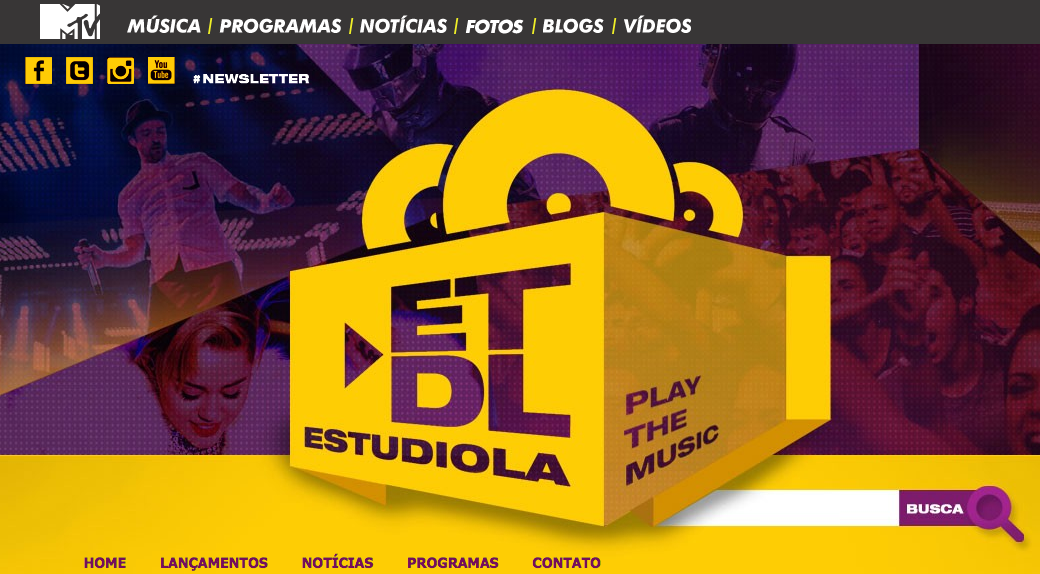 MTV MÚSICA / PROGRAMAS / NOTÍCIAS / FOTOS / BLOGS / VÍDEOS
f t You Tube #NEWSLETTER
J
ET
DL
ESTUDIOLA
PLAY
THE
MUSIC
BUSCA
HOME LANÇAMENTOS NOTÍCIAS PROGRAMAS CONTATO